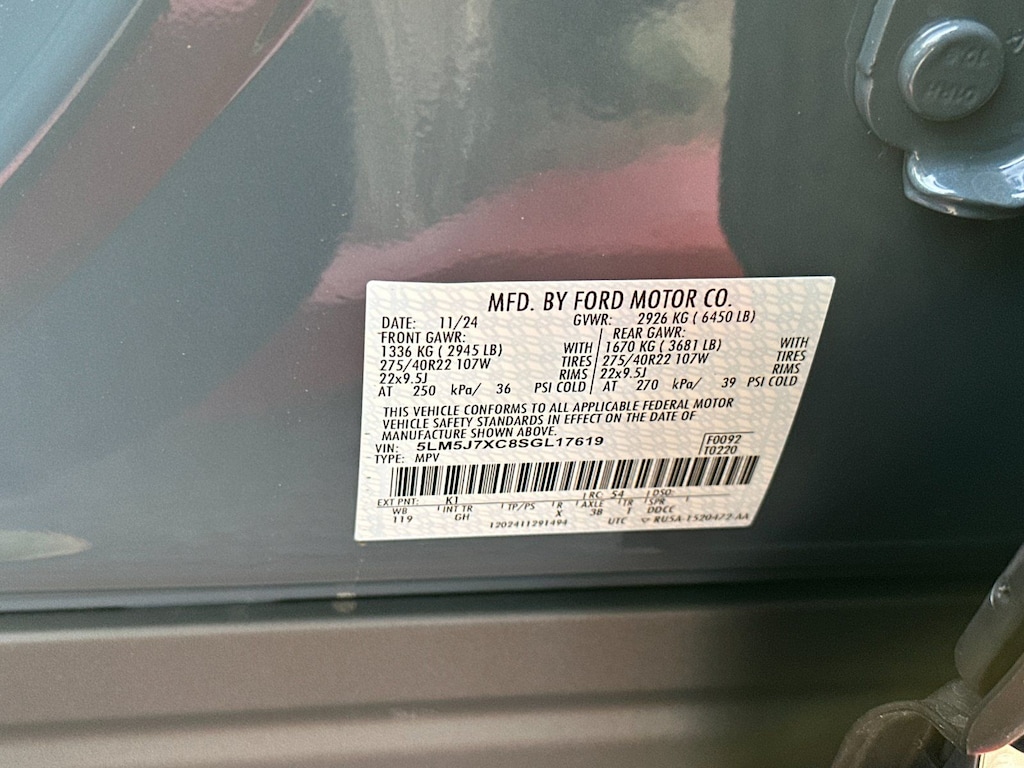 MFD. BY FORD MOTOR CO.
DATE: 11/24 GVWR: 2926 KG ( 6450 LB)
FRONT GAWR: REAR GAWR:
1336 KG ( 2945 LB) WITH 1670 KG ( 3681 LB) WITH
275/40R22 107W TIRES 275/40R22 107W TIRES
22x9.5J RIMS 22x9.5J RIMS
AT 250 kPa/ 36 PSI COLD AT 270 kPa/ 39 PSI COLD
THIS VEHICLE CONFORMS TO ALL APPLICABLE FEDERAL MOTOR
VEHICLE SAFETY STANDARDS IN EFFECT ON THE DATE OF
MANUFACTURE SHOWN ABOVE.
VIN: 5LM5J7XC8SGL17619 F0092
TYPE: MPV T0220
EXT PNT: K1 RC: 54 DSO:
WB INT TR TP/PS R AXLE TR SPR
119 GH X 38 F DDCC
1202411291494 UTC RU5A-1520472-AA